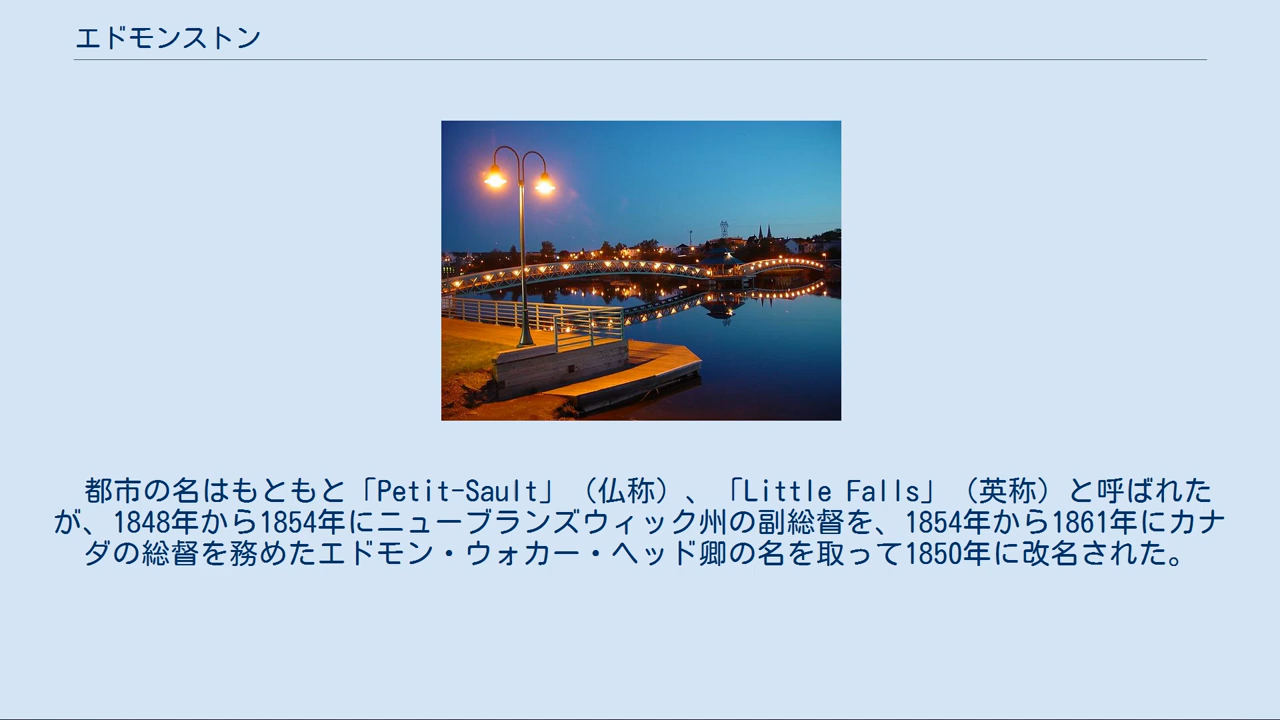 エドモンストン
都市の名はもともと「Petit-Sault」（仏称）、「Little Falls」（英称）と呼ばれた
が、1848年から1854年にニューブランズウィック州の副総督を、1854年から1861年にカナ
ダの総督を務めたエドモン・ウォカー・ヘッド卿の名を取って1850年に改名された。